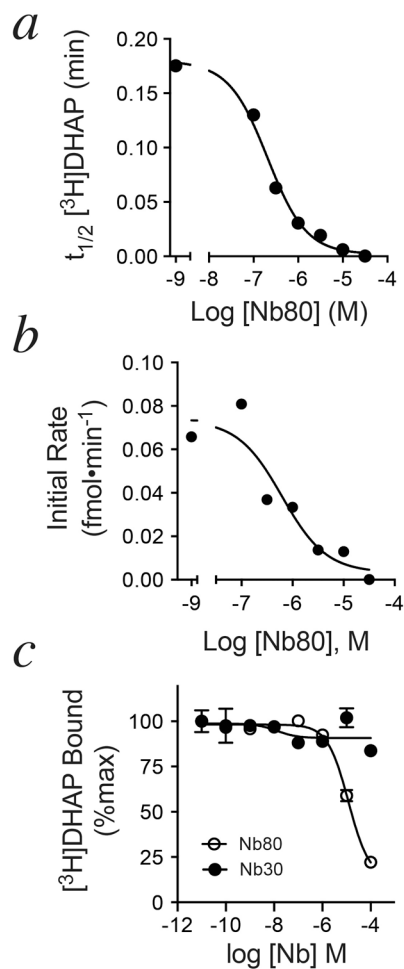 a
t1/2 [³H]DHAP (min)
0.20
0.15
0.10
0.05
0.00
-9 -8 -7 -6 -5 -4
Log [Nb80] (M)
b
Initial Rate
(fmol•min⁻¹)
0.10
0.08
0.06
0.04
0.02
0.00
-9 -7 -6 -5 -4
Log [Nb80], M
c
[³H]DHAP Bound
(%max)
100
75
50
25
0
Nb80
Nb30
-12 -10 -8 -6 -4 -2
log [Nb] M